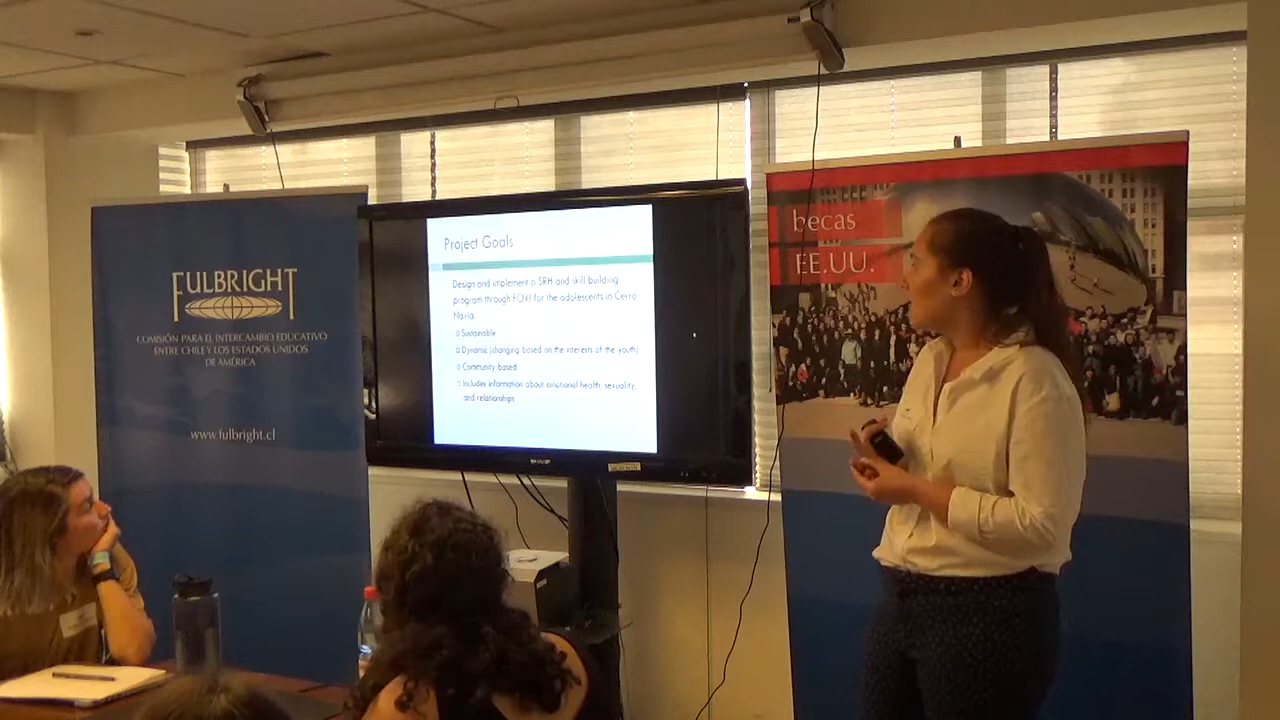 FULBRIGHT
COMISIÓN PARA EL INTERCAMBIO EDUCATIVO
ENTRE CHILE Y LOS ESTADOS UNIDOS
DE AMÉRICA
www.fulbright.cl
Project Goals
Design and implement a SRH and skill building
program through FCNI for the adolescents in Cerro
Navia.
Sustainable
Dynamic (changing based on the interests of the youth)
Community based
Includes information about emotional health, sexuality,
and relationships
SHARP
becas
EE.UU.